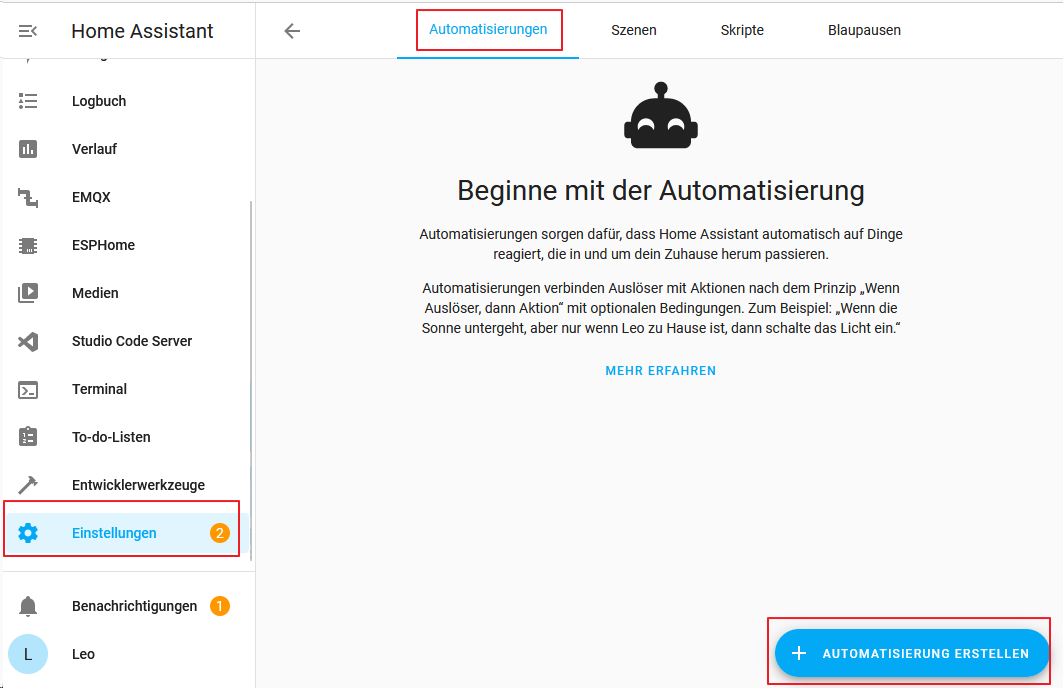 Home Assistant
Logbuch
Verlauf
EMQX
ESPHome
Medien
Studio Code Server
Terminal
To-do-Listen
Entwicklerwerkzeuge
Einstellungen 2
Benachrichtigungen 1
L Leo
Automatisierungen Szenen Skripte Blaupausen
Beginne mit der Automatisierung
Automatisierungen sorgen dafür, dass Home Assistant automatisch auf Dinge
reagiert, die in und um dein Zuhause herum passieren.
Automatisierungen verbinden Auslöser mit Aktionen nach dem Prinzip „Wenn
Auslöser, dann Aktion“ mit optionalen Bedingungen. Zum Beispiel: „Wenn die
Sonne untergeht, aber nur wenn Leo zu Hause ist, dann schalte das Licht ein.“
MEHR ERFAHREN
AUTOMATISIERUNG ERSTELLEN